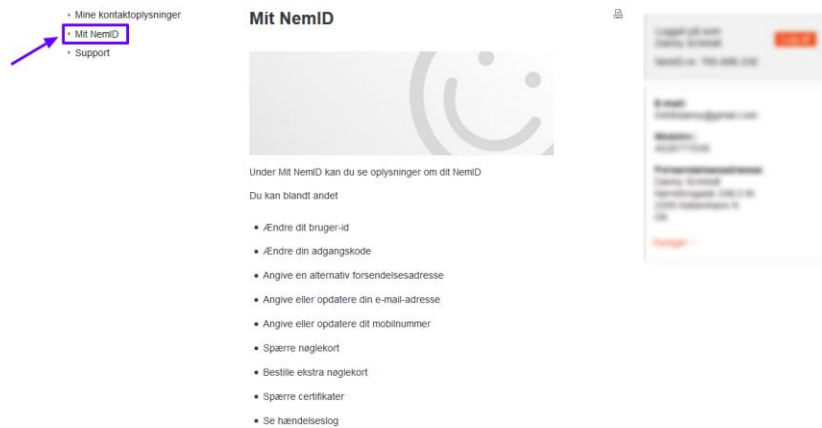 Mine kontaktoplysninger
Mit NemID
Support
Mit NemID
Under Mit NemID kan du se oplysninger om dit NemID
Du kan blandt andet
Ændre dit bruger-id
Ændre din adgangskode
Angive en alternativ forsendelsesadresse
Angive eller opdatere din e-mail-adresse
Angive eller opdatere dit mobilnummer
Spærre nøglekort
Bestille ekstra nøglekort
Spærre certifikater
Se hændelseslog